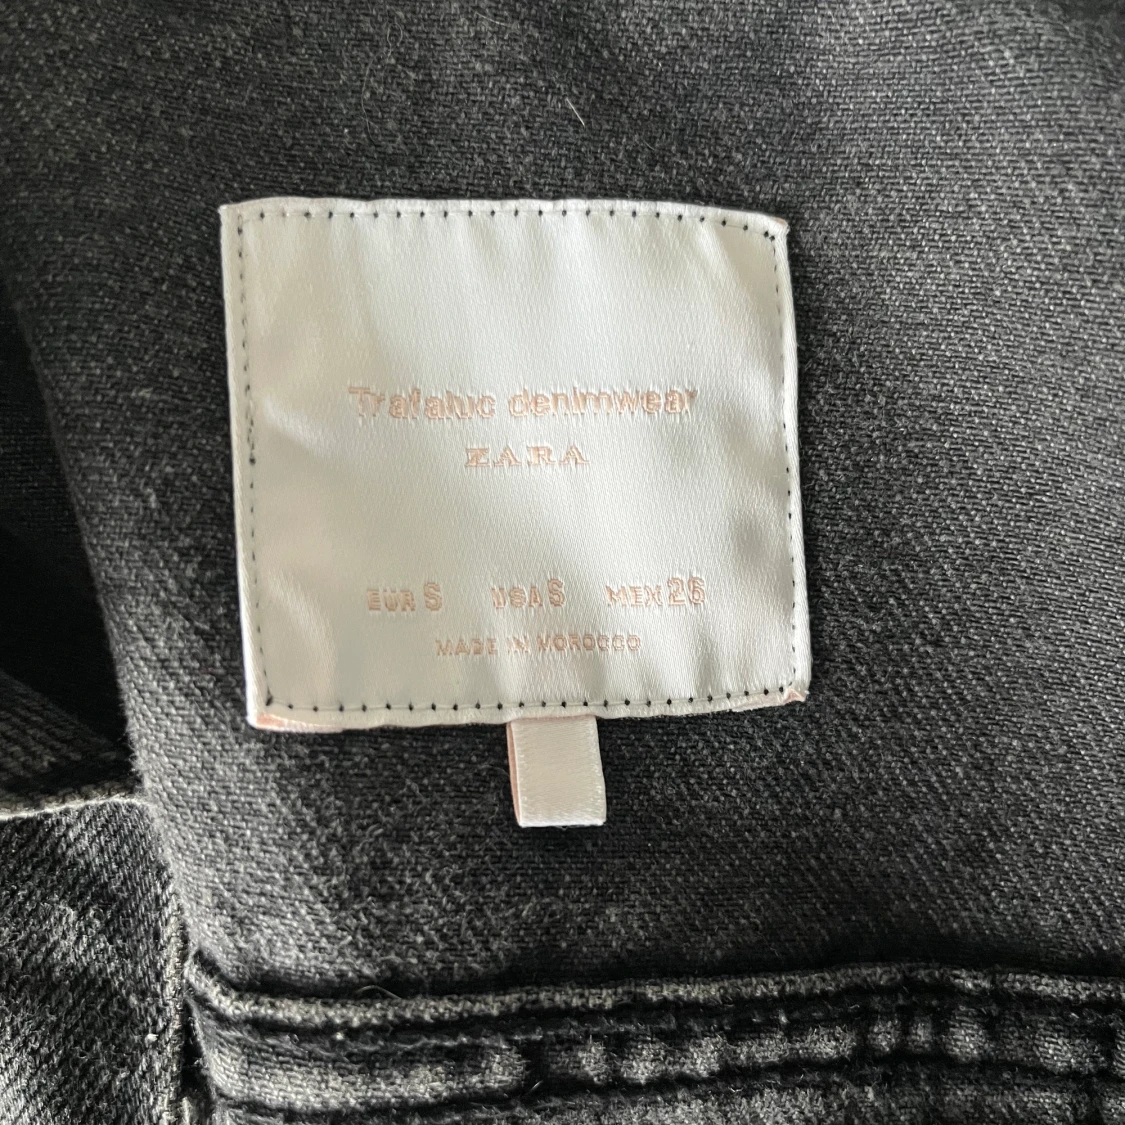 Trafaluc denimwear
ZARA
EUR S USA S MEX 26
MADE IN MOROCCO